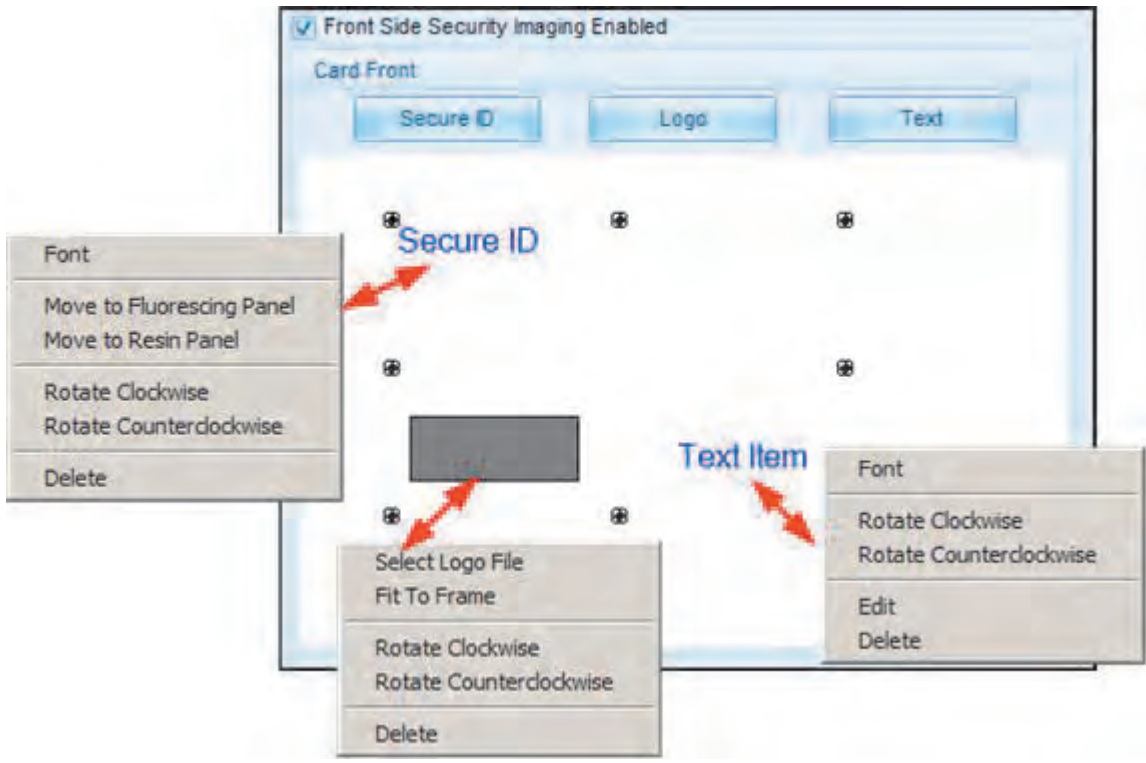 Front Side Security Imaging Enabled
Card Front
Secure ID
Logo
Text
Secure ID
Font
Move to Fluorescing Panel
Move to Resin Panel
Rotate Clockwise
Rotate Counterclockwise
Delete
Text Item
Font
Rotate Clockwise
Rotate Counterclockwise
Edit
Delete
Select Logo File
Fit To Frame
Rotate Clockwise
Rotate Counterclockwise
Delete